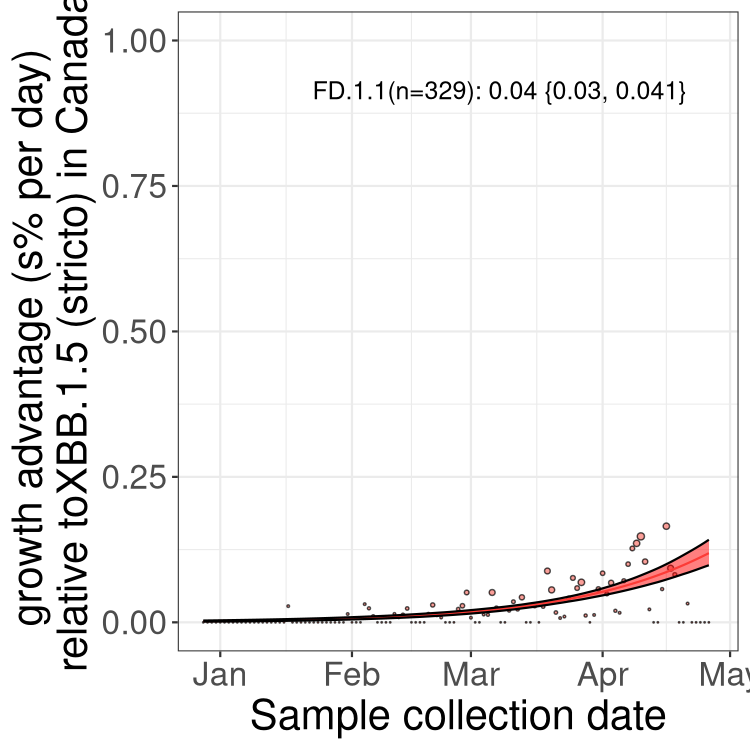 growth advantage (s% per day)
relative toXBB.1.5 (stricto) in Canada
1.00
0.75
0.50
0.25
0.00
FD.1.1(n=329): 0.04 {0.03, 0.041}
Jan Feb Mar Apr May
Sample collection date